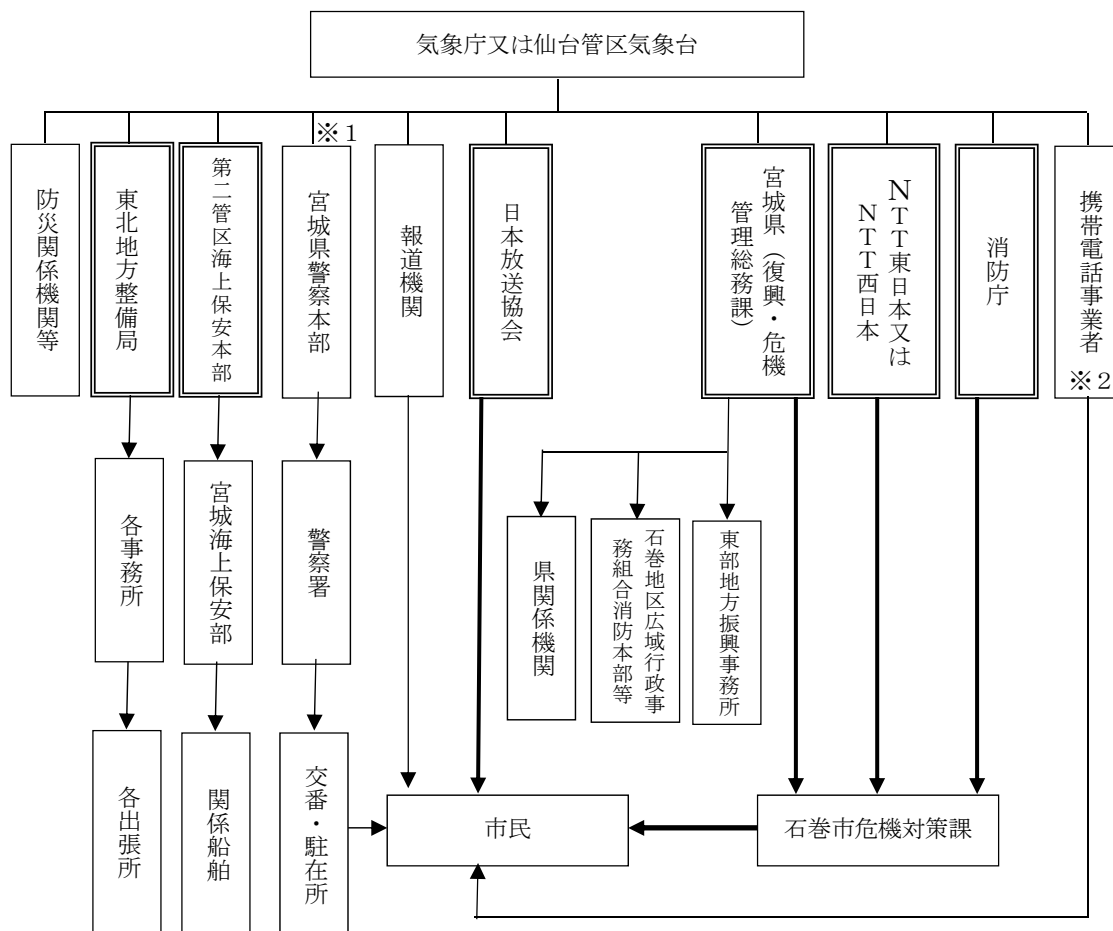 気象庁又は仙台管区気象台
※１
防災関係機関等
東北地方整備局
第二管区海上保安本部
宮城県警察本部
報道機関
日本放送協会
宮城県（復興・危機
管理総務課）
ＮＴＴ東日本又は
ＮＴＴ西日本
消防庁
携帯電話事業者
※２
各事務所
宮城海上保安部
警察署
県関係機関
石巻地区広域行政事
務組合消防本部等
東部地方振興事務所
各出張所
関係船舶
交番・駐在所
市民
石巻市危機対策課